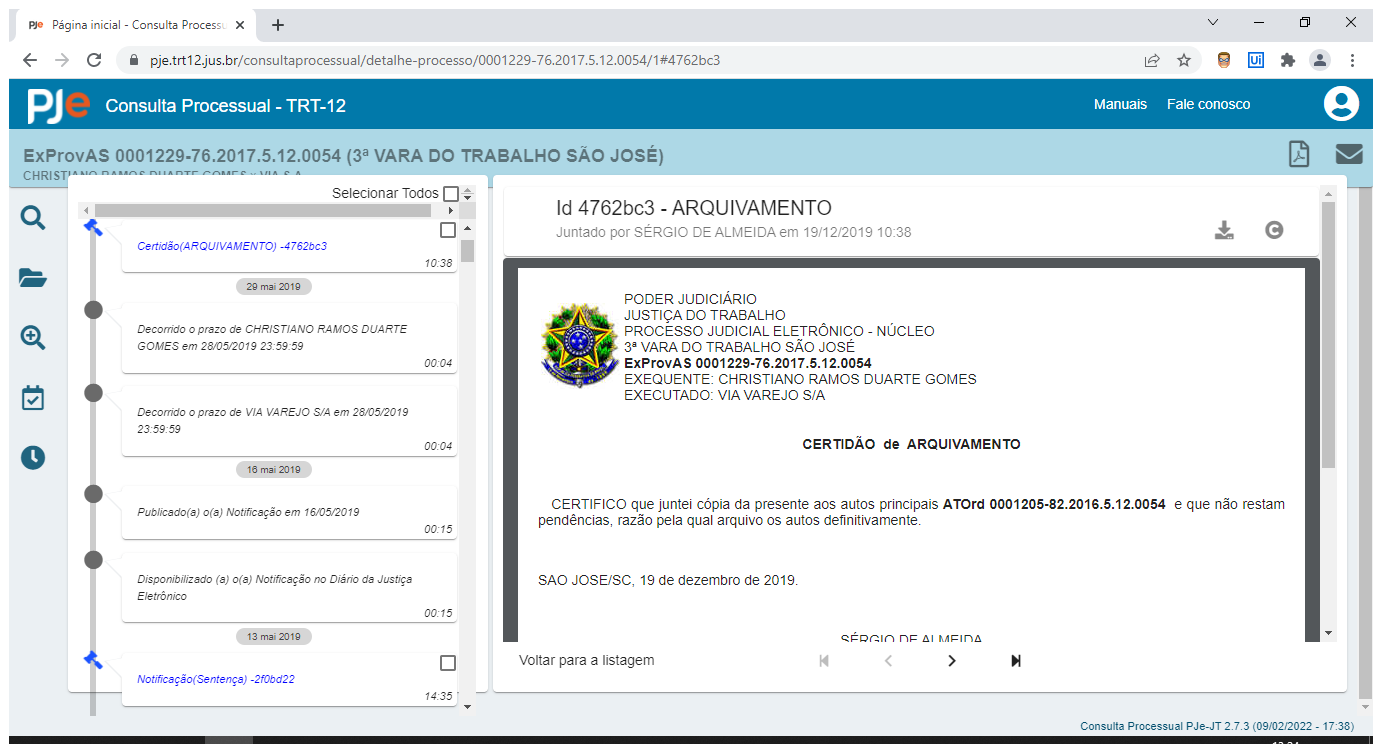 PJe Página inicial - Consulta Process
pje.trt12.jus.br/consultaprocessual/detalhe-processo/0001229-76.2017.5.12.0054/1#4762bc3
PJe Consulta Processual - TRT-12
Manuais Fale conosco
ExProvAS 0001229-76.2017.5.12.0054 (3ª VARA DO TRABALHO SÃO JOSÉ)
CHRISTIANO RAMOS DUARTE GOMES x VIA S.A.
Selecionar Todos
Certidão(ARQUIVAMENTO) -4762bc3
10:38
29 mai 2019
Decorrido o prazo de CHRISTIANO RAMOS DUARTE
GOMES em 28/05/2019 23:59:59
00:04
Decorrido o prazo de VIA VAREJO S/A em 28/05/2019
23:59:59
00:04
16 mai 2019
Publicado(a) o(a) Notificação em 16/05/2019
00:15
Disponibilizado (a) o(a) Notificação no Diário da Justiça
Eletrônico
00:15
13 mai 2019
Notificação(Sentença) -2f0bd22
14:35
Id 4762bc3 - ARQUIVAMENTO
Juntado por SÉRGIO DE ALMEIDA em 19/12/2019 10:38
PODER JUDICIÁRIO
JUSTIÇA DO TRABALHO
PROCESSO JUDICIAL ELETRÔNICO - NÚCLEO
3ª VARA DO TRABALHO SÃO JOSÉ
ExProvAS 0001229-76.2017.5.12.0054
EXEQUENTE: CHRISTIANO RAMOS DUARTE GOMES
EXECUTADO: VIA VAREJO S/A
CERTIDÃO de ARQUIVAMENTO
CERTIFICO que juntei cópia da presente aos autos principais ATOrd 0001205-82.2016.5.12.0054 e que não restam
pendências, razão pela qual arquivo os autos definitivamente.
SAO JOSE/SC, 19 de dezembro de 2019.
SÉRGIO DE ALMEIDA
Voltar para a listagem
Consulta Processual PJe-JT 2.7.3 (09/02/2022 - 17:38)